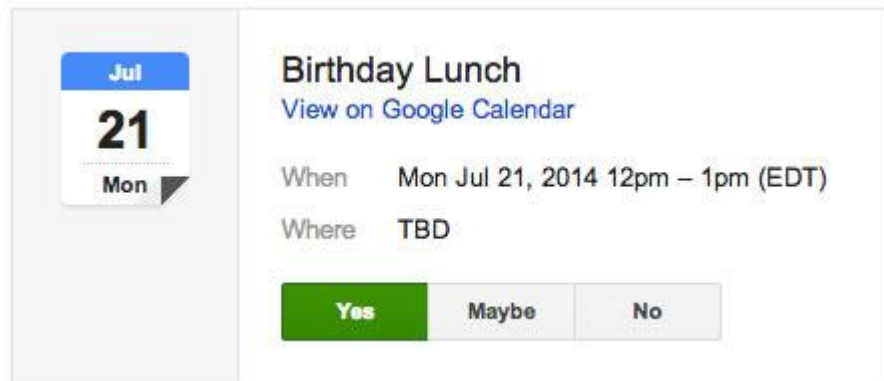 Jul
21
Mon
Birthday Lunch
View on Google Calendar
When Mon Jul 21, 2014 12pm – 1pm (EDT)
Where TBD
Yes Maybe No